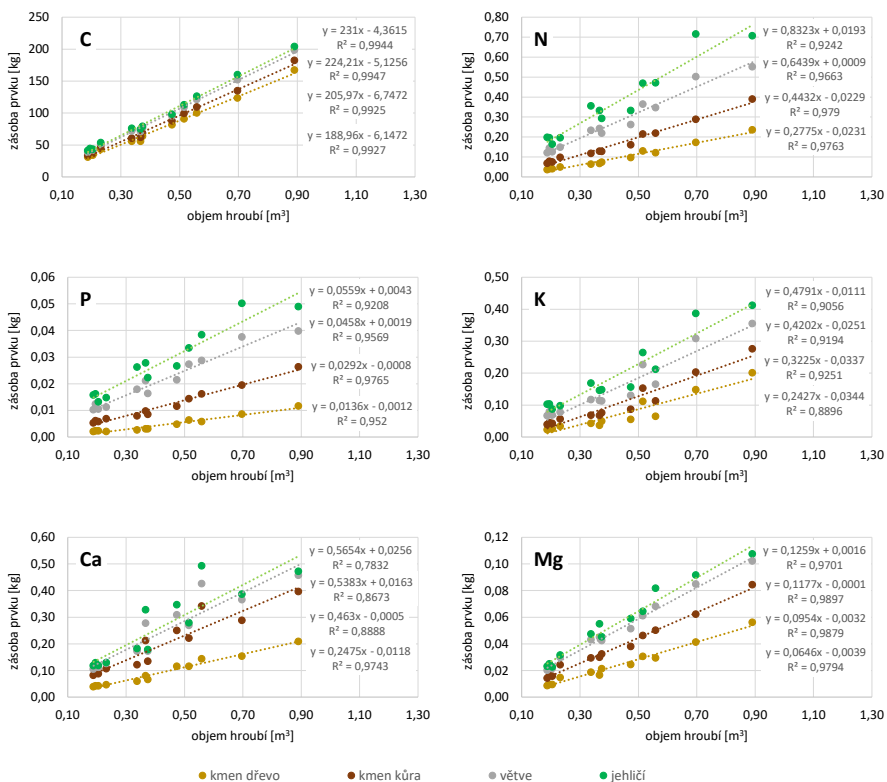 C
y = 231x - 4,3615
R² = 0,9944
y = 224,21x - 5,1256
R² = 0,9947
y = 205,97x - 6,7472
R² = 0,9925
y = 188,96x - 6,1472
R² = 0,9927
zásoba prvku [kg]
250
200
150
100
50
0
0,10 0,30 0,50 0,70 0,90 1,10 1,30
objem hroubí [m³]
N
y = 0,8323x + 0,0193
R² = 0,9242
y = 0,6439x + 0,0009
R² = 0,9663
y = 0,4432x - 0,0229
R² = 0,979
y = 0,2775x - 0,0231
R² = 0,9763
zásoba prvku [kg]
0,80
0,70
0,60
0,50
0,40
0,30
0,20
0,10
0,00
0,10 0,30 0,50 0,70 0,90 1,10 1,30
objem hroubí [m³]
P
y = 0,0559x + 0,0043
R² = 0,9208
y = 0,0458x + 0,0019
R² = 0,9569
y = 0,0292x - 0,0008
R² = 0,9765
y = 0,0136x - 0,0012
R² = 0,952
zásoba prvku [kg]
0,06
0,05
0,04
0,03
0,02
0,01
0,00
0,10 0,30 0,50 0,70 0,90 1,10 1,30
objem hroubí [m³]
K
y = 0,4791x - 0,0111
R² = 0,9056
y = 0,4202x - 0,0251
R² = 0,9194
y = 0,3225x - 0,0337
R² = 0,9251
y = 0,2427x - 0,0344
R² = 0,8896
zásoba prvku [kg]
0,50
0,40
0,30
0,20
0,10
0,00
0,10 0,30 0,50 0,70 0,90 1,10 1,30
objem hroubí [m³]
Ca
y = 0,5654x + 0,0256
R² = 0,7832
y = 0,5383x + 0,0163
R² = 0,8673
y = 0,463x - 0,0005
R² = 0,8888
y = 0,2475x - 0,0118
R² = 0,9743
zásoba prvku [kg]
0,60
0,50
0,40
0,30
0,20
0,10
0,00
0,10 0,30 0,50 0,70 0,90 1,10 1,30
objem hroubí [m³]
Mg
y = 0,1259x + 0,0016
R² = 0,9701
y = 0,1177x - 0,0001
R² = 0,9897
y = 0,0954x - 0,0032
R² = 0,9879
y = 0,0646x - 0,0039
R² = 0,9794
zásoba prvku [kg]
0,12
0,10
0,08
0,06
0,04
0,02
0,00
0,10 0,30 0,50 0,70 0,90 1,10 1,30
objem hroubí [m³]
kmen dřevo kmen kůra větve jehličí